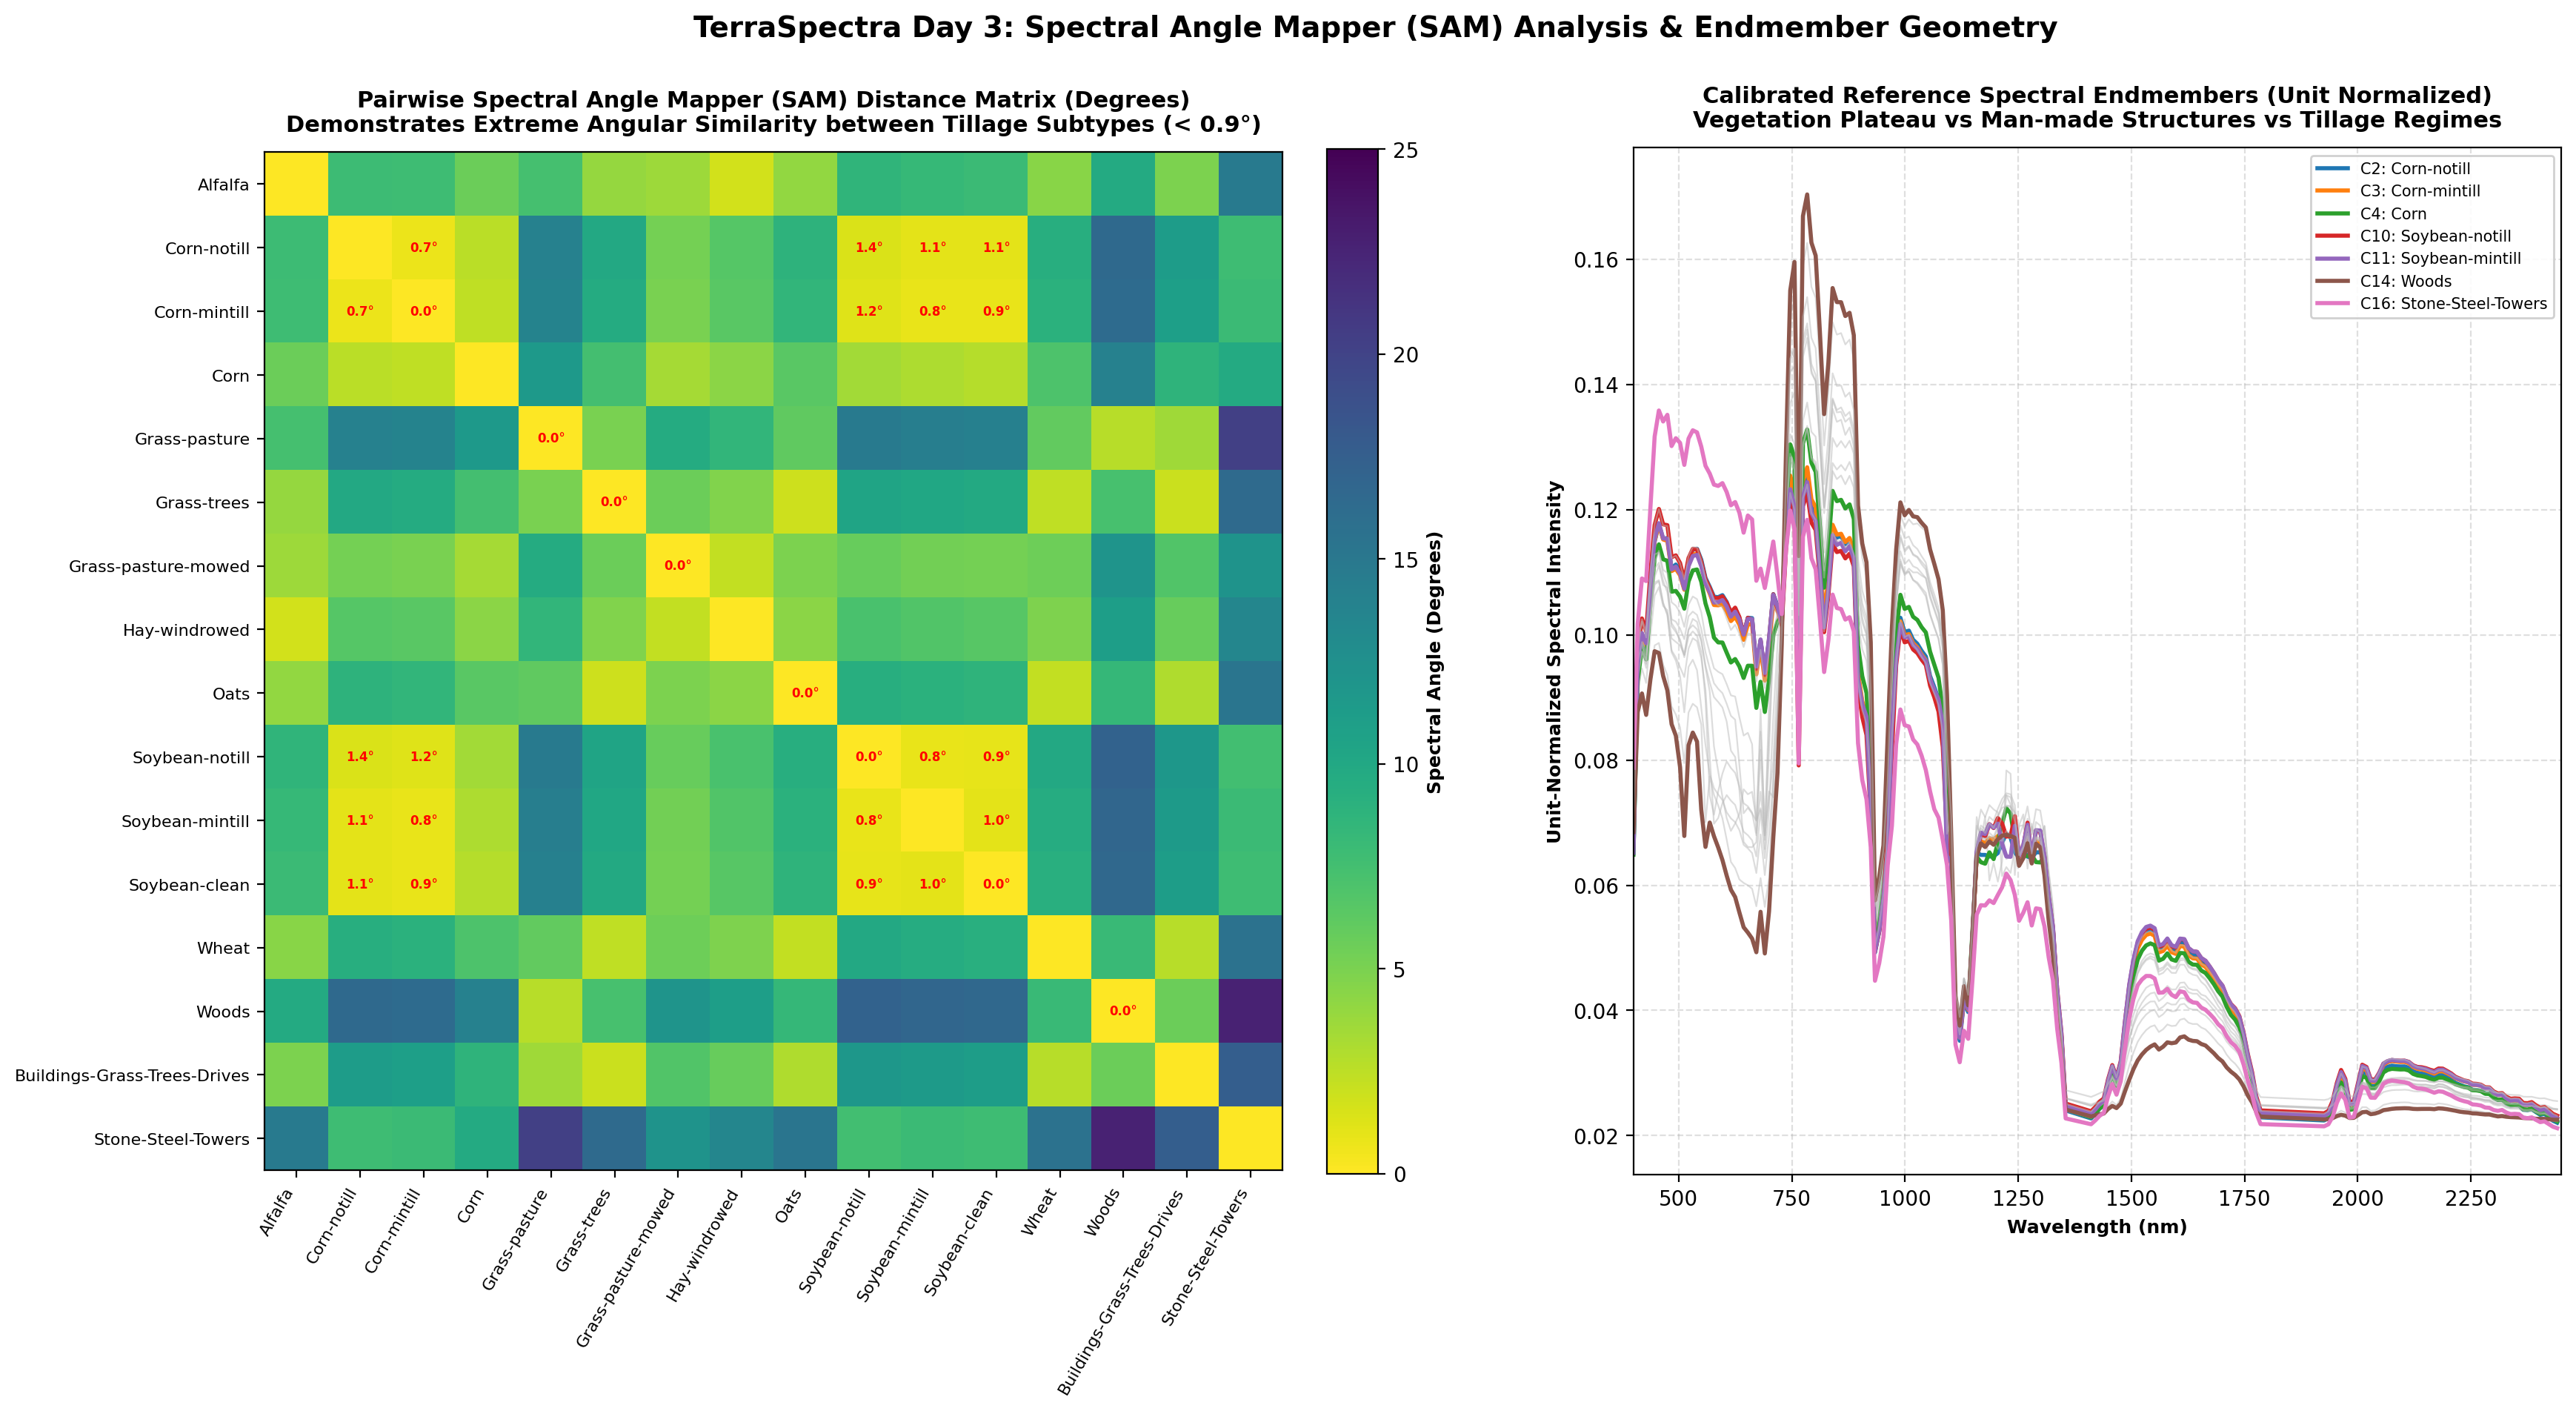 TerraSpectra Day 3: Spectral Angle Mapper (SAM) Analysis & Endmember Geometry
Pairwise Spectral Angle Mapper (SAM) Distance Matrix (Degrees)
Demonstrates Extreme Angular Similarity between Tillage Subtypes (< 0.9°)
Alfalfa
Corn-notill 0.7° 1.4° 1.1° 1.1°
Corn-mintill 0.7° 0.0° 1.2° 0.8° 0.9°
Corn
Grass-pasture 0.0°
Grass-trees 0.0°
Grass-pasture-mowed 0.0°
Hay-windrowed
Oats 0.0°
Soybean-notill 1.4° 1.2° 0.0° 0.8° 0.9°
Soybean-mintill 1.1° 0.8° 0.8° 1.0°
Soybean-clean 1.1° 0.9° 0.9° 1.0° 0.0°
Wheat
Woods 0.0°
Buildings-Grass-Trees-Drives
Stone-Steel-Towers
Alfalfa
Corn-notill
Corn-mintill
Corn
Grass-pasture
Grass-trees
Grass-pasture-mowed
Hay-windrowed
Oats
Soybean-notill
Soybean-mintill
Soybean-clean
Wheat
Woods
Buildings-Grass-Trees-Drives
Stone-Steel-Towers
25
20
15
10
5
0
Spectral Angle (Degrees)
Calibrated Reference Spectral Endmembers (Unit Normalized)
Vegetation Plateau vs Man-made Structures vs Tillage Regimes
C2: Corn-notill
C3: Corn-mintill
C4: Corn
C10: Soybean-notill
C11: Soybean-mintill
C14: Woods
C16: Stone-Steel-Towers
Unit-Normalized Spectral Intensity
0.16
0.14
0.12
0.10
0.08
0.06
0.04
0.02
500 750 1000 1250 1500 1750 2000 2250
Wavelength (nm)